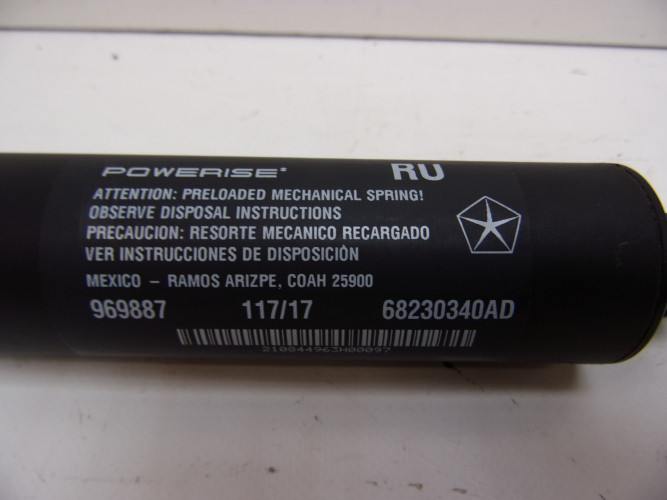 POWERISE® RU
ATTENTION: PRELOADED MECHANICAL SPRING!
OBSERVE DISPOSAL INSTRUCTIONS
PRECAUCION: RESORTE MECANICO RECARGADO
VER INSTRUCCIONES DE DISPOSICIÓN
MEXICO – RAMOS ARIZPE, COAH 25900
969887 117/17 68230340AD
210044963H00097